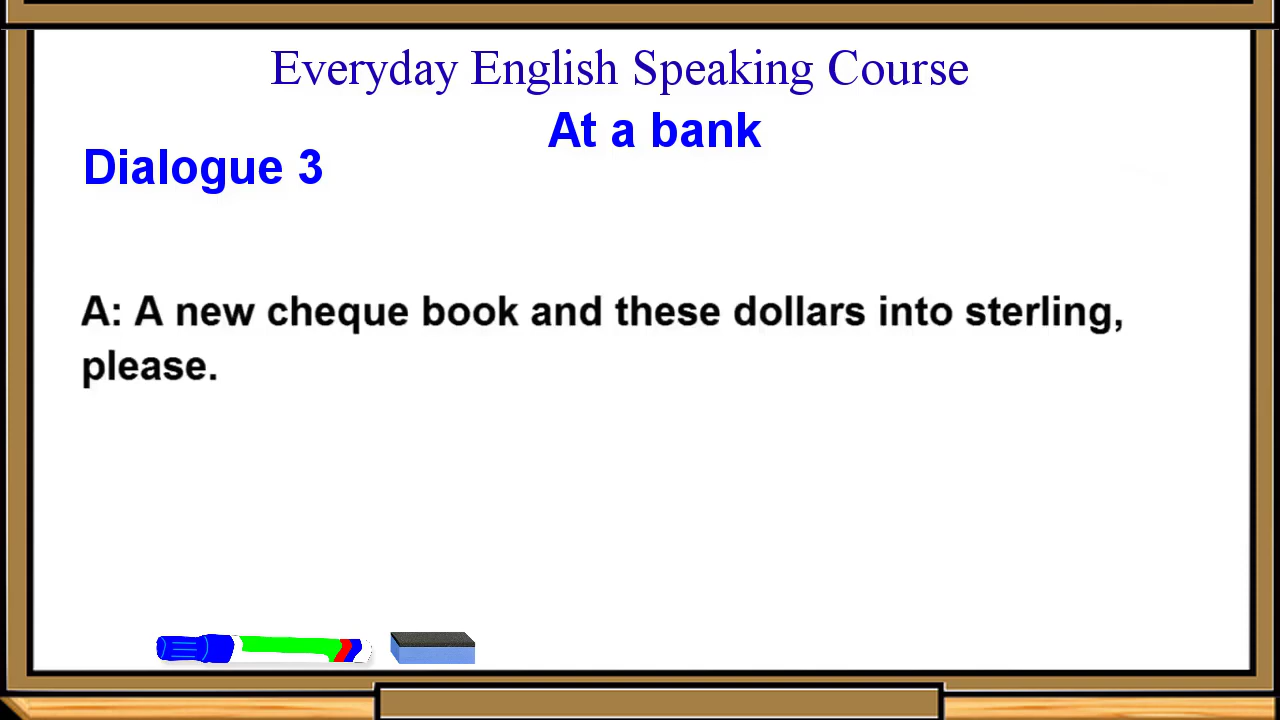 Everyday English Speaking Course
At a bank
Dialogue 3
A: A new cheque book and these dollars into sterling,
please.